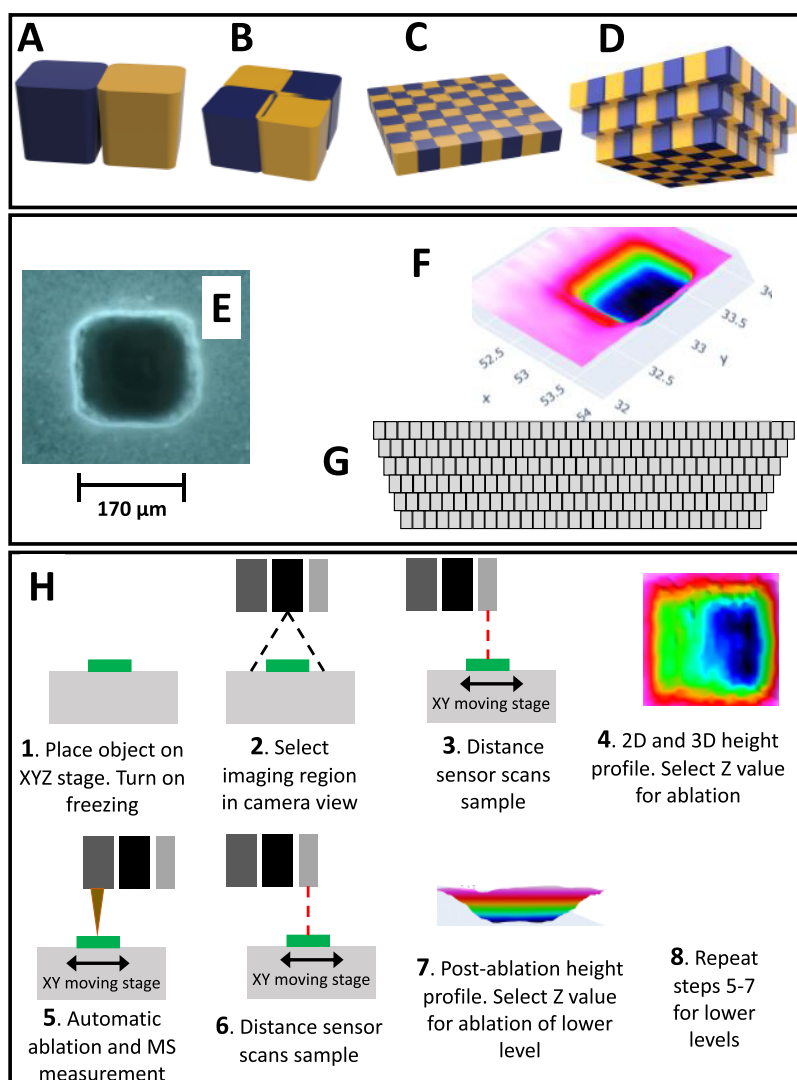 A
B
C
D
E
170 μm
F
52.5
53
53.5
54
x
32
32.5
33
33.5
34
y
G
H
1. Place object on
XYZ stage. Turn on
freezing
2. Select
imaging region
in camera view
XY moving stage
3. Distance
sensor scans
sample
4. 2D and 3D height
profile. Select Z value
for ablation
XY moving stage
5. Automatic
ablation and MS
measurement
XY moving stage
6. Distance sensor
scans sample
7. Post-ablation height
profile. Select Z value
for ablation of lower
level
8. Repeat
steps 5-7
for lower
levels